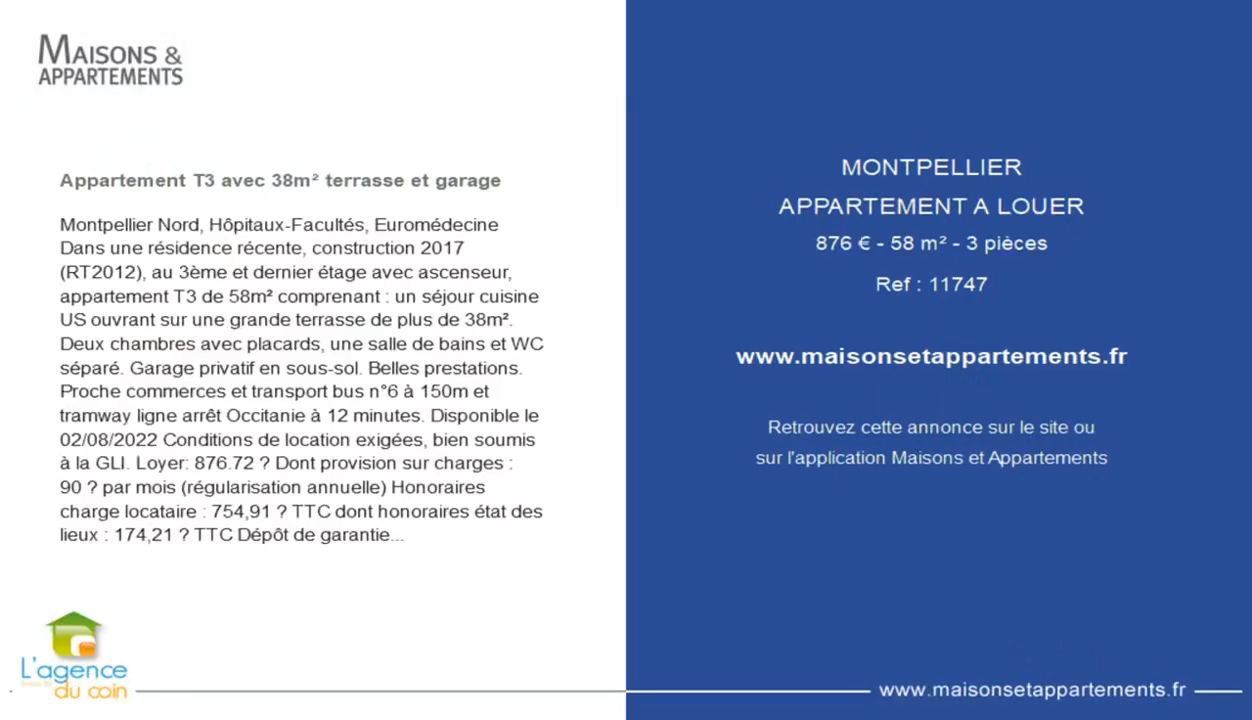 MAISONS &
APPARTEMENTS
Appartement T3 avec 38m² terrasse et garage
Montpellier Nord, Hôpitaux-Facultés, Euromédecine
Dans une résidence récente, construction 2017
(RT2012), au 3ème et dernier étage avec ascenseur,
appartement T3 de 58m² comprenant : un séjour cuisine
US ouvrant sur une grande terrasse de plus de 38m².
Deux chambres avec placards, une salle de bains et WC
séparé. Garage privatif en sous-sol. Belles prestations.
Proche commerces et transport bus n°6 à 150m et
tramway ligne arrêt Occitanie à 12 minutes. Disponible le
02/08/2022 Conditions de location exigées, bien soumis
à la GLI. Loyer: 876.72 ? Dont provision sur charges :
90 ? par mois (régularisation annuelle) Honoraires
charge locataire : 754,91 ? TTC dont honoraires état des
lieux : 174,21 ? TTC Dépôt de garantie...
L'agence
du coin
MONTPELLIER
APPARTEMENT A LOUER
876 € - 58 m² - 3 pièces
Ref : 11747
www.maisonsetappartements.fr
Retrouvez cette annonce sur le site ou
sur l'application Maisons et Appartements
www.maisonsetappartements.fr